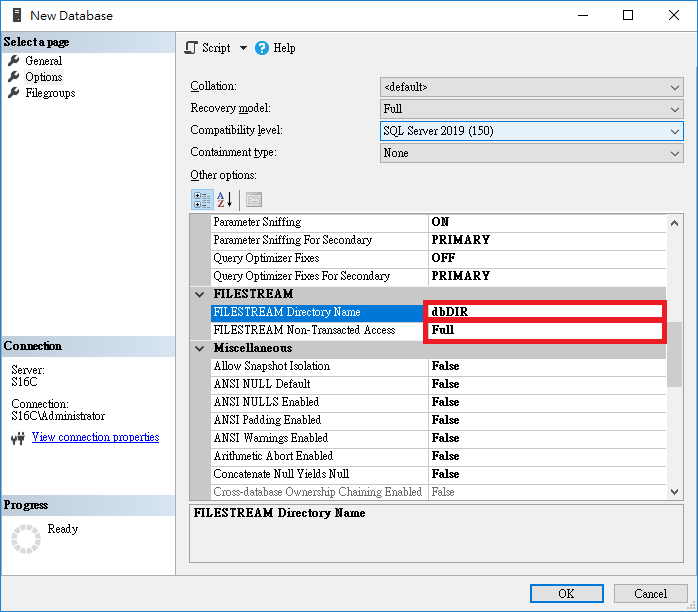 New Database
Select a page
General
Options
Filegroups
Script
Help
Collation:
<default>
Recovery model:
Full
Compatibility level:
SQL Server 2019 (150)
Containment type:
None
Other options:
Parameter Sniffing ON
Parameter Sniffing For Secondary PRIMARY
Query Optimizer Fixes OFF
Query Optimizer Fixes For Secondary PRIMARY
FILESTREAM
FILESTREAM Directory Name dbDIR
FILESTREAM Non-Transacted Access Full
Miscellaneous
Allow Snapshot Isolation False
ANSI NULL Default False
ANSI NULLS Enabled False
ANSI Padding Enabled False
ANSI Warnings Enabled False
Arithmetic Abort Enabled False
Concatenate Null Yields Null False
Cross-database Ownership Chaining Enabled False
FILESTREAM Directory Name
Connection
Server:
S16C
Connection:
S16C\Administrator
View connection properties
Progress
Ready
OK
Cancel